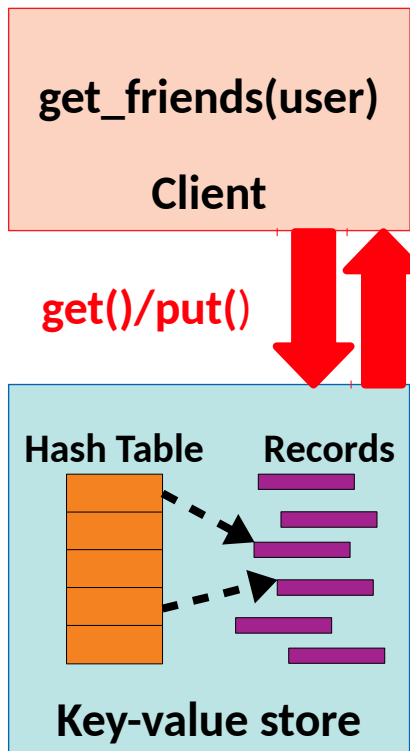 get_friends(user)
Client
get()/put()
Hash Table
Records
Key-value store